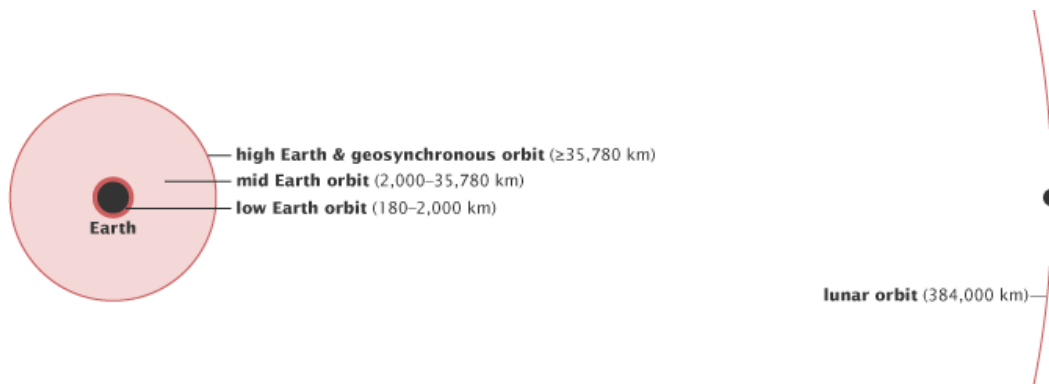 high Earth & geosynchronous orbit (≥35,780 km)
mid Earth orbit (2,000–35,780 km)
low Earth orbit (180–2,000 km)
Earth
lunar orbit (384,000 km)